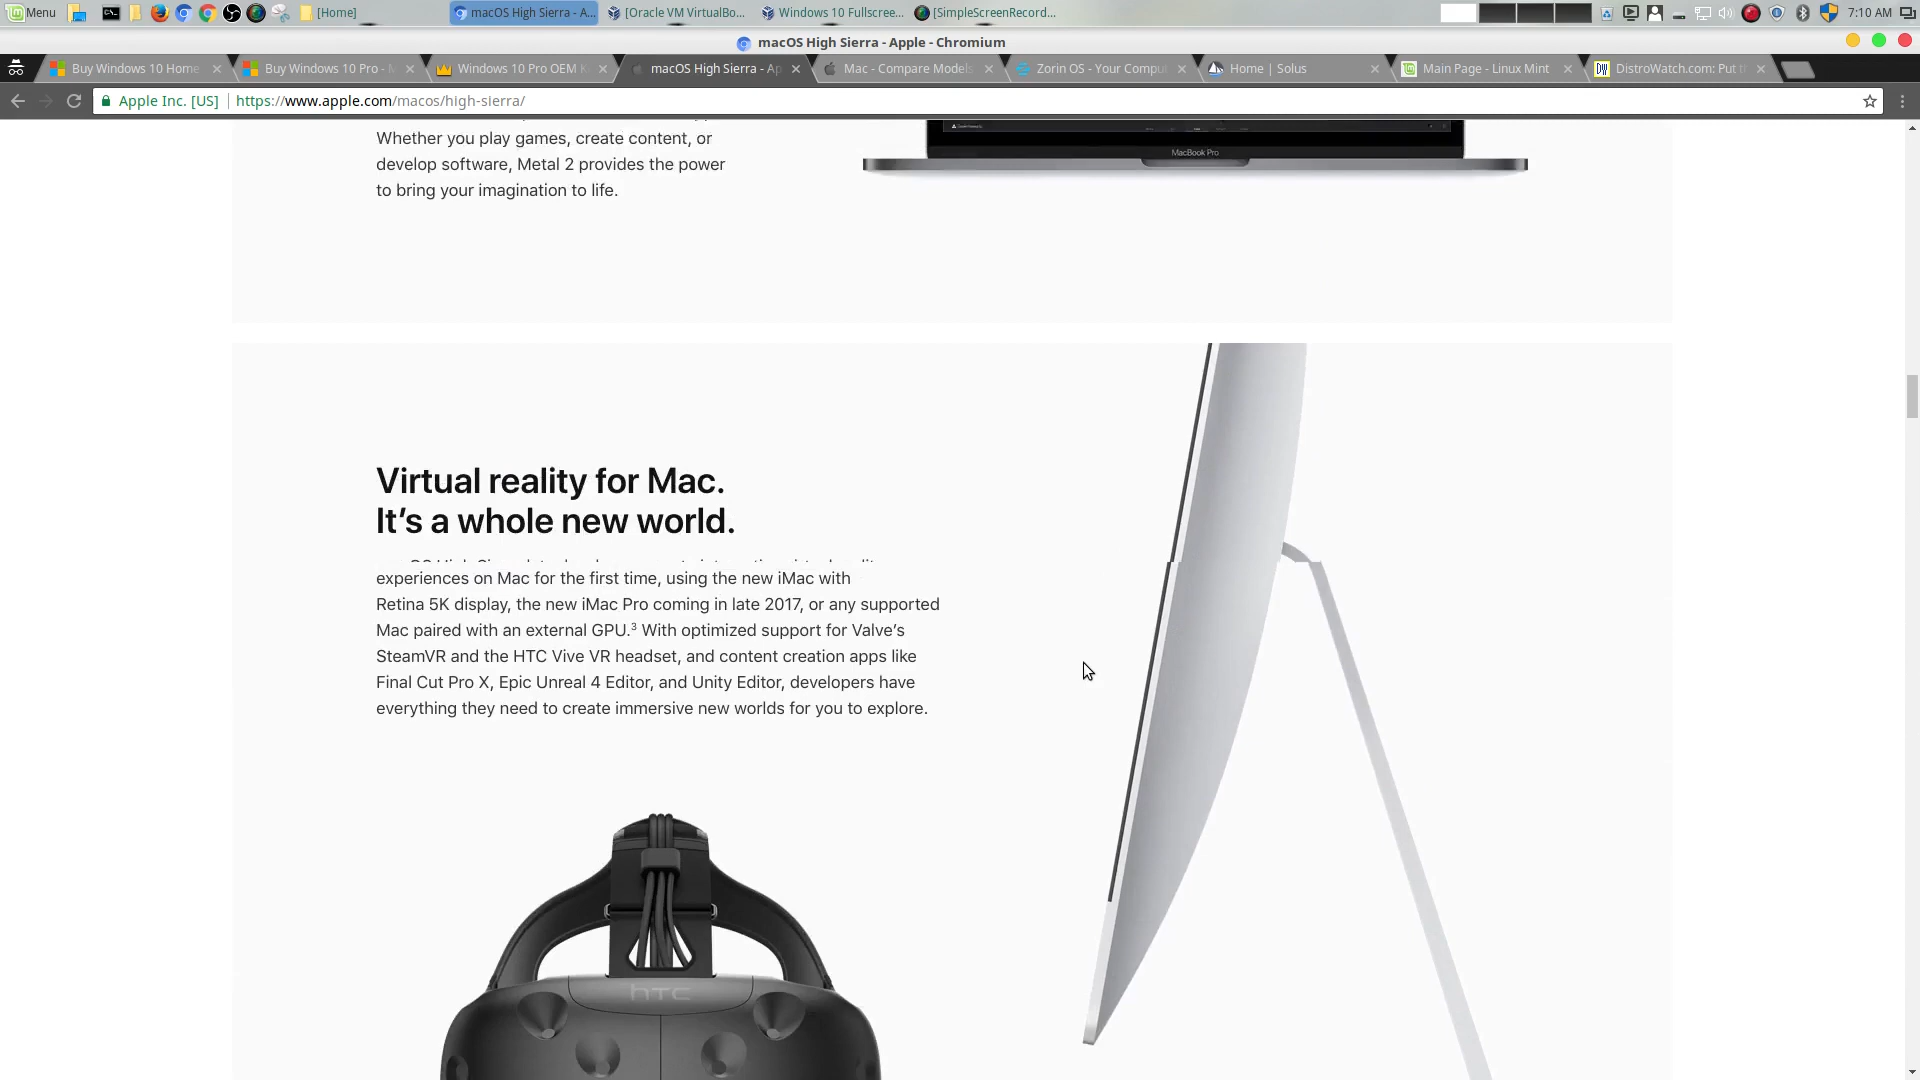 Menu
[Home]
macOS High Sierra - A...
[Oracle VM VirtualBo...
Windows 10 Fullscree...
[SimpleScreenRecord...
7:10 AM
macOS High Sierra - Apple - Chromium
Buy Windows 10 Home
Buy Windows 10 Pro - M
Windows 10 Pro OEM K
macOS High Sierra - Ap
Mac - Compare Models
Zorin OS - Your Comput
Home | Solus
Main Page - Linux Mint
DistroWatch.com: Put t
Apple Inc. [US]
https://www.apple.com/macos/high-sierra/
Whether you play games, create content, or
develop software, Metal 2 provides the power
to bring your imagination to life.
MacBook Pro
Virtual reality for Mac.
It’s a whole new world.
experiences on Mac for the first time, using the new iMac with
Retina 5K display, the new iMac Pro coming in late 2017, or any supported
Mac paired with an external GPU.³ With optimized support for Valve’s
SteamVR and the HTC Vive VR headset, and content creation apps like
Final Cut Pro X, Epic Unreal 4 Editor, and Unity Editor, developers have
everything they need to create immersive new worlds for you to explore.
htc